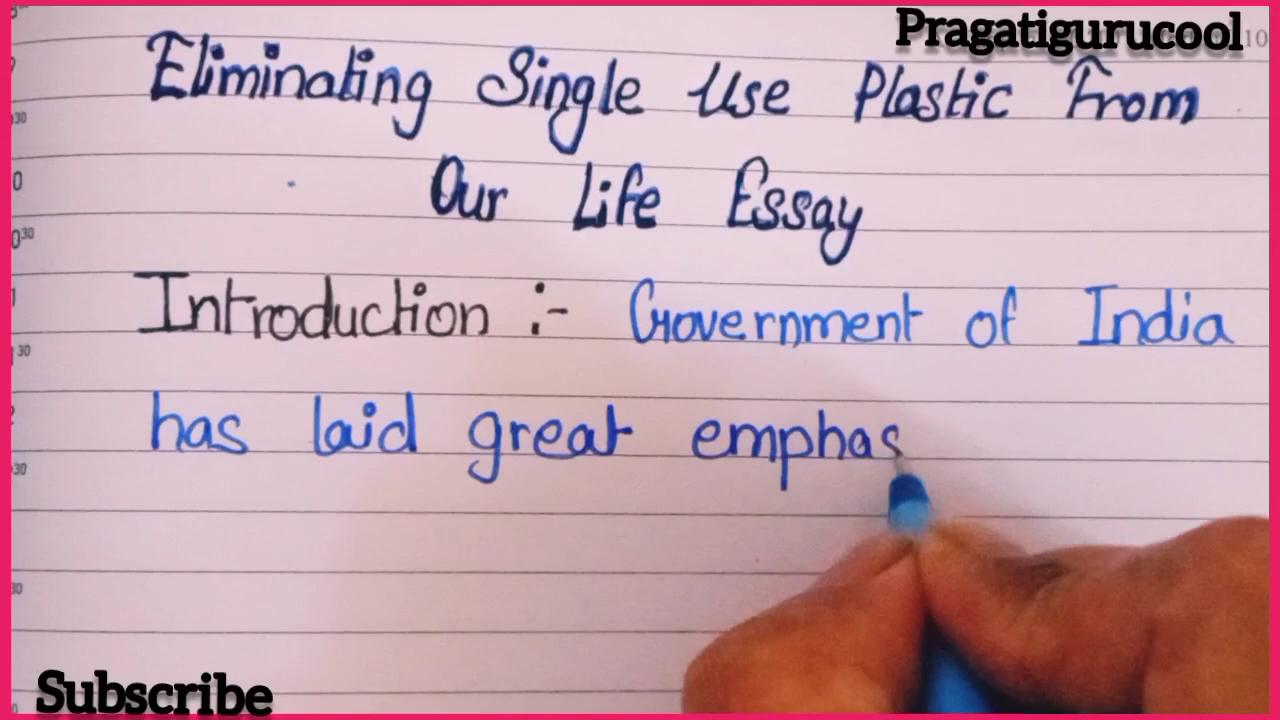 Pragatigurucool
Eliminating Single Use Plastic From
Our Life Essay
Introduction :- Government of India
has laid great emphas
Subscribe